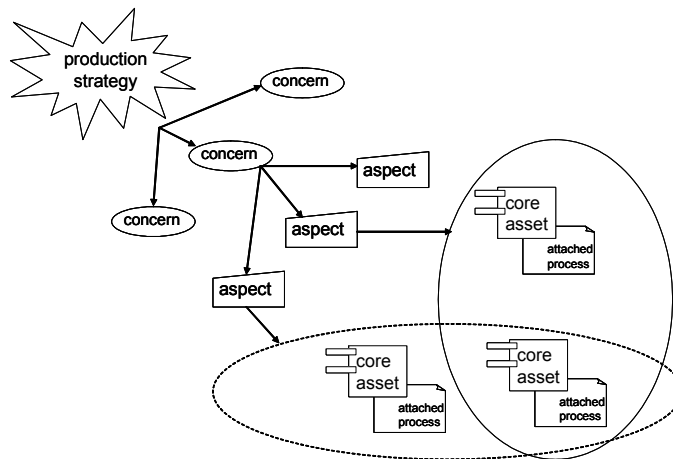 production
strategy
concern
concern
aspect
concern
aspect
core
asset
attached
process
aspect
core
asset
attached
process
core
asset
attached
process